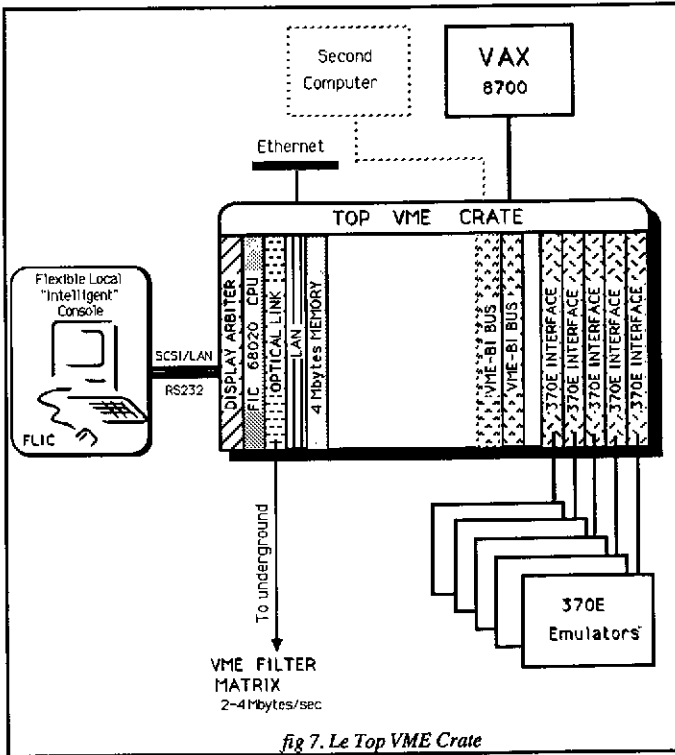 Second
Computer
VAX
8700
Ethernet
TOP VME CRATE
Flexible Local
"Intelligent"
Console
FLIC
SCSI/LAN
RS232
DISPLAY ARBITER
FIC 68020 CPU
OPTICAL LINK
LAN
4 Mbytes MEMORY
VME-BI BUS
VME-BI BUS
370E INTERFACE
370E INTERFACE
370E INTERFACE
370E INTERFACE
370E INTERFACE
To underground
370E
Emulators
VME FILTER
MATRIX
2-4 Mbytes/sec
fig 7. Le Top VME Crate